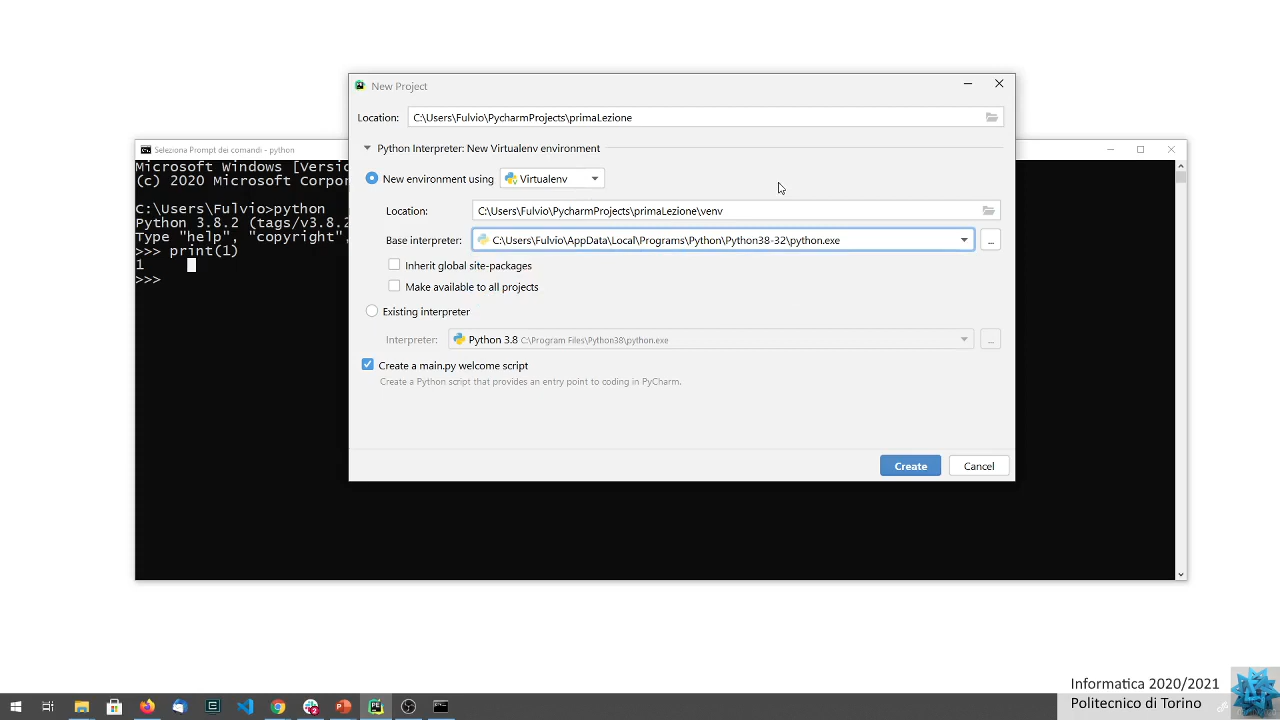 New Project
Location: C:\Users\Fulvio\PycharmProjects\primaLezione
Python Interpreter: New Virtualenv environment
New environment using Virtualenv
Location: C:\Users\Fulvio\PycharmProjects\primaLezione\venv
Base interpreter: C:\Users\Fulvio\AppData\Local\Programs\Python\Python38-32\python.exe
...
Inherit global site-packages
Make available to all projects
Existing interpreter
Interpreter: Python 3.8 C:\Program Files\Python38\python.exe
...
Create a main.py welcome script
Create a Python script that provides an entry point to coding in PyCharm.
Create Cancel
Seleziona Prompt dei comandi - python
Microsoft Windows [Versio
(c) 2020 Microsoft Corpor
C:\Users\Fulvio>python
Python 3.8.2 (tags/v3.8.2
Type "help", "copyright",
>>> print(1)
1
>>>
Informatica 2020/2021
Politecnico di Torino